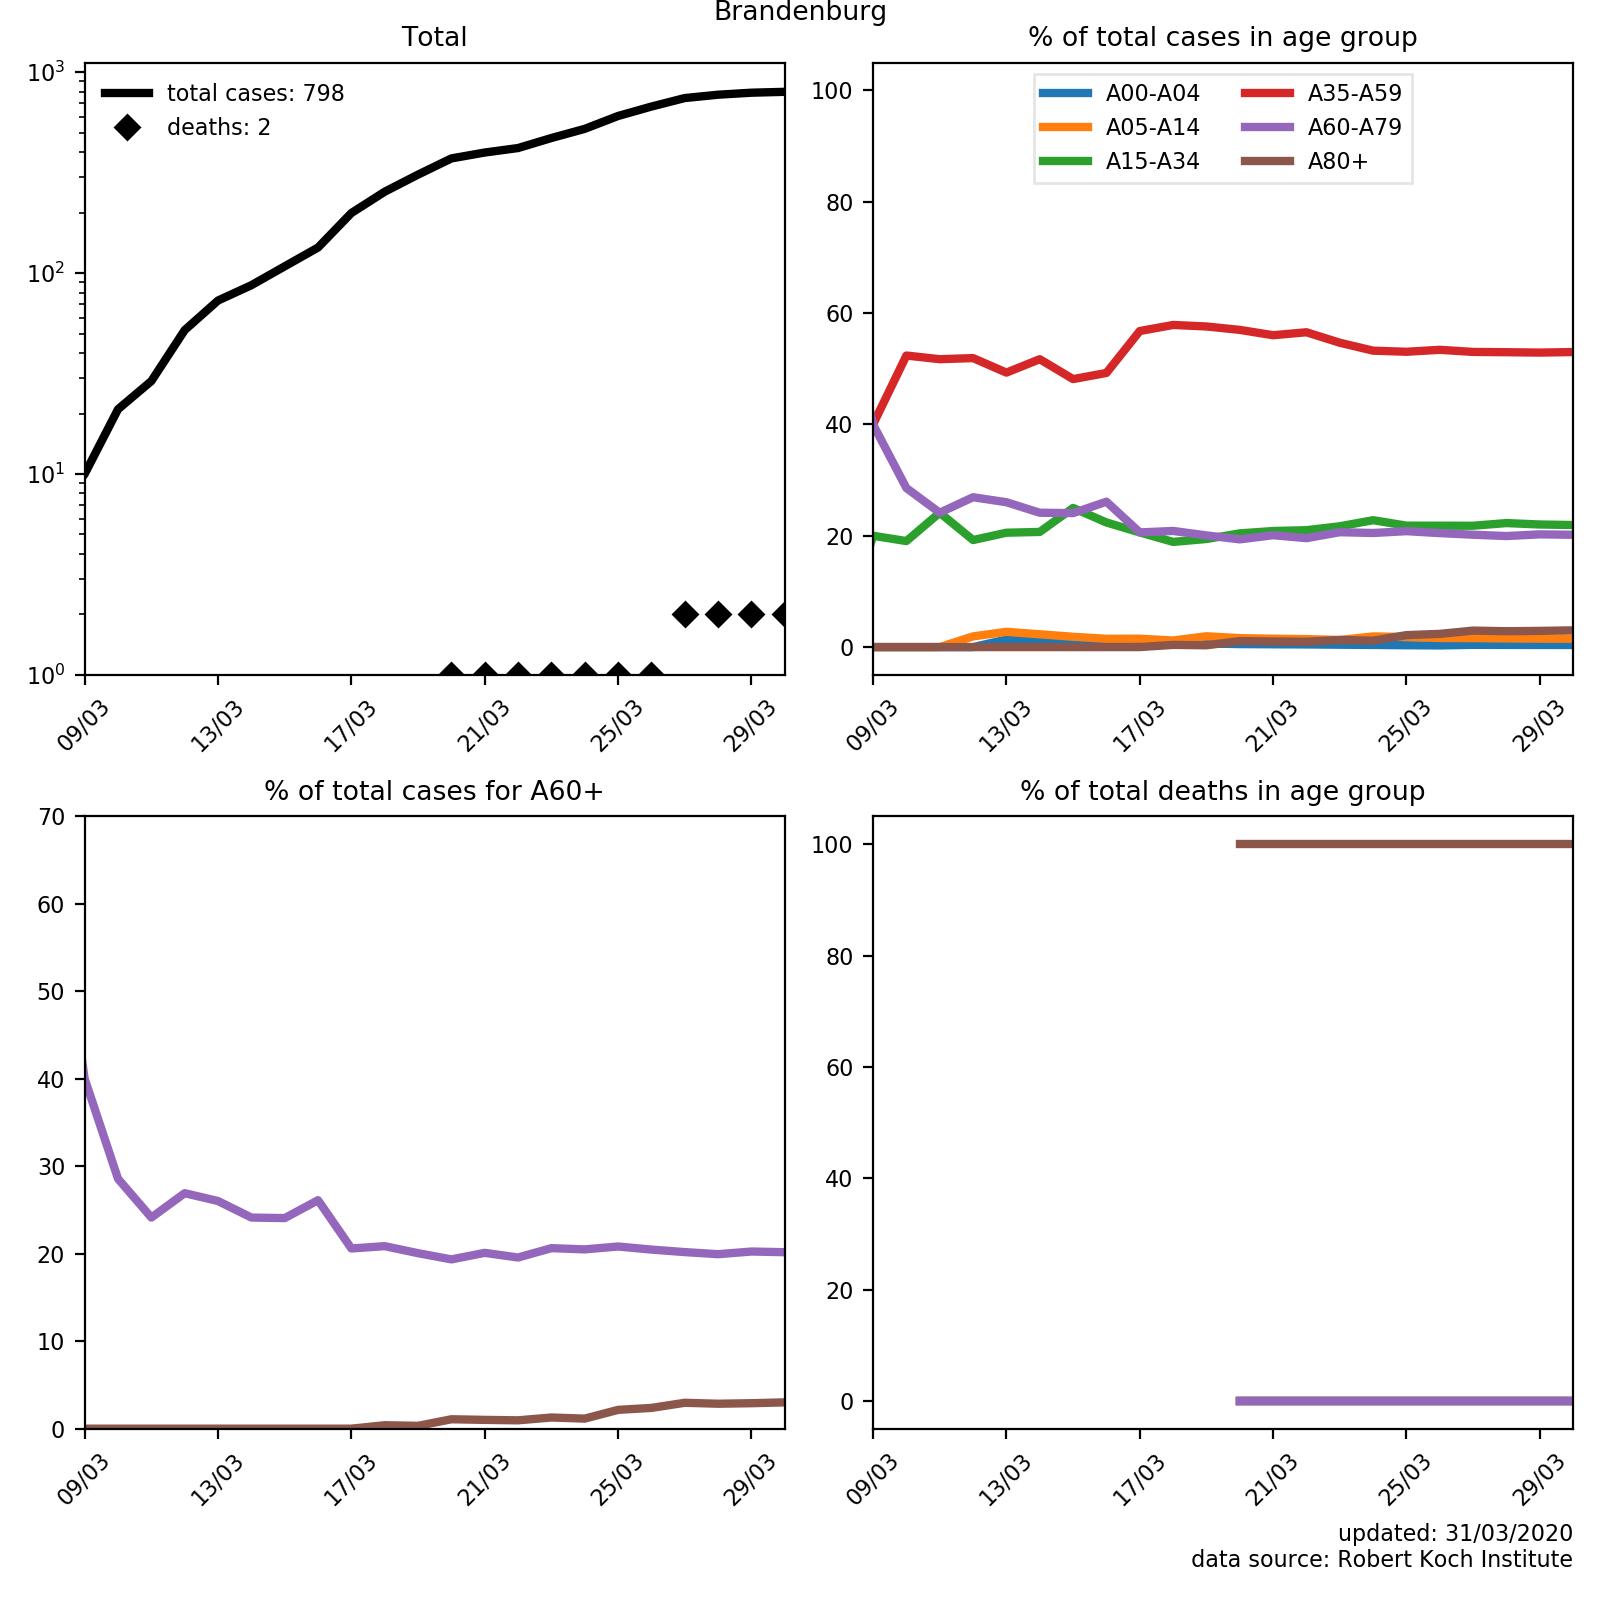 Brandenburg
Total
10³
10²
10¹
10⁰
total cases: 798
deaths: 2
09/03 13/03 17/03 21/03 25/03 29/03
% of total cases in age group
100
80
60
40
20
0
A00-A04 A35-A59
A05-A14 A60-A79
A15-A34 A80+
09/03 13/03 17/03 21/03 25/03 29/03
% of total cases for A60+
70
60
50
40
30
20
10
0
09/03 13/03 17/03 21/03 25/03 29/03
% of total deaths in age group
100
80
60
40
20
0
09/03 13/03 17/03 21/03 25/03 29/03
updated: 31/03/2020
data source: Robert Koch Institute